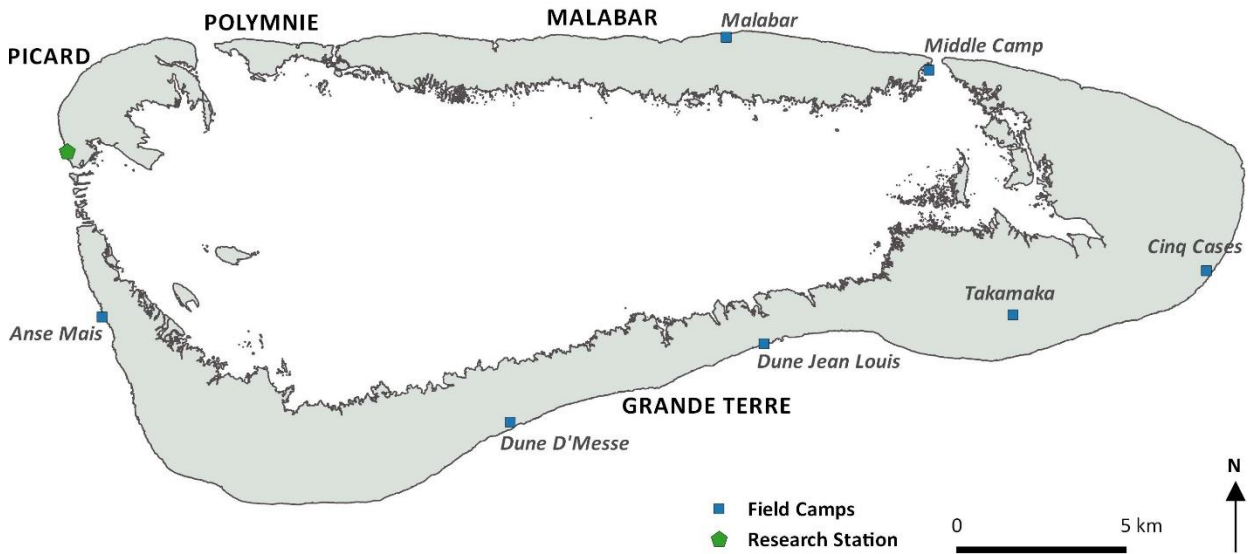 MALABAR
POLYMNIE
Malabar
PICARD
Middle Camp
Cinq Cases
Takamaka
Anse Mais
Dune Jean Louis
GRANDE TERRE
Dune D'Messe
N
Field Camps
0 5 km
Research Station